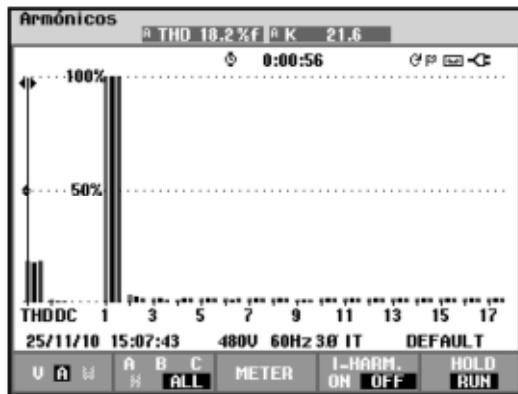 Armónicos
A THD 18.2%f A K 21.6
0:00:56
100%
50%
THD DC 1 3 5 7 9 11 13 15 17
25/11/10 15:07:43 480V 60Hz 3Ø IT DEFAULT
V A W
A B C
N ALL
METER
I-HARM.
ON OFF
HOLD
RUN